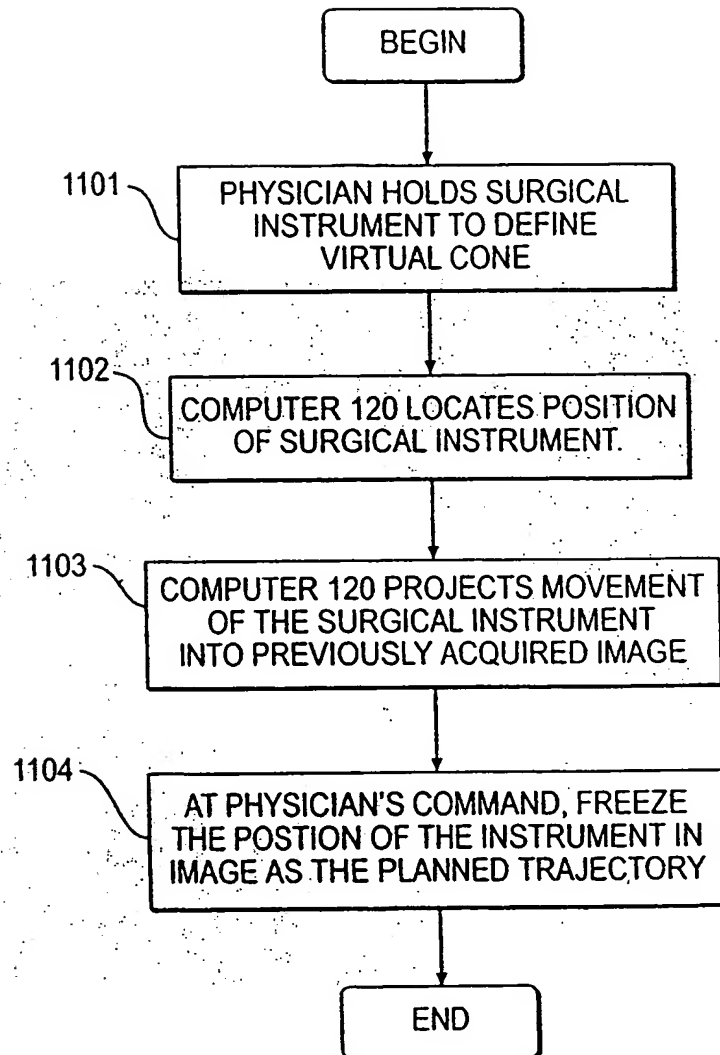 BEGIN
1101
PHYSICIAN HOLDS SURGICAL
INSTRUMENT TO DEFINE
VIRTUAL CONE
1102
COMPUTER 120 LOCATES POSITION
OF SURGICAL INSTRUMENT.
1103
COMPUTER 120 PROJECTS MOVEMENT
OF THE SURGICAL INSTRUMENT
INTO PREVIOUSLY ACQUIRED IMAGE
1104
AT PHYSICIAN'S COMMAND, FREEZE
THE POSTION OF THE INSTRUMENT IN
IMAGE AS THE PLANNED TRAJECTORY
END